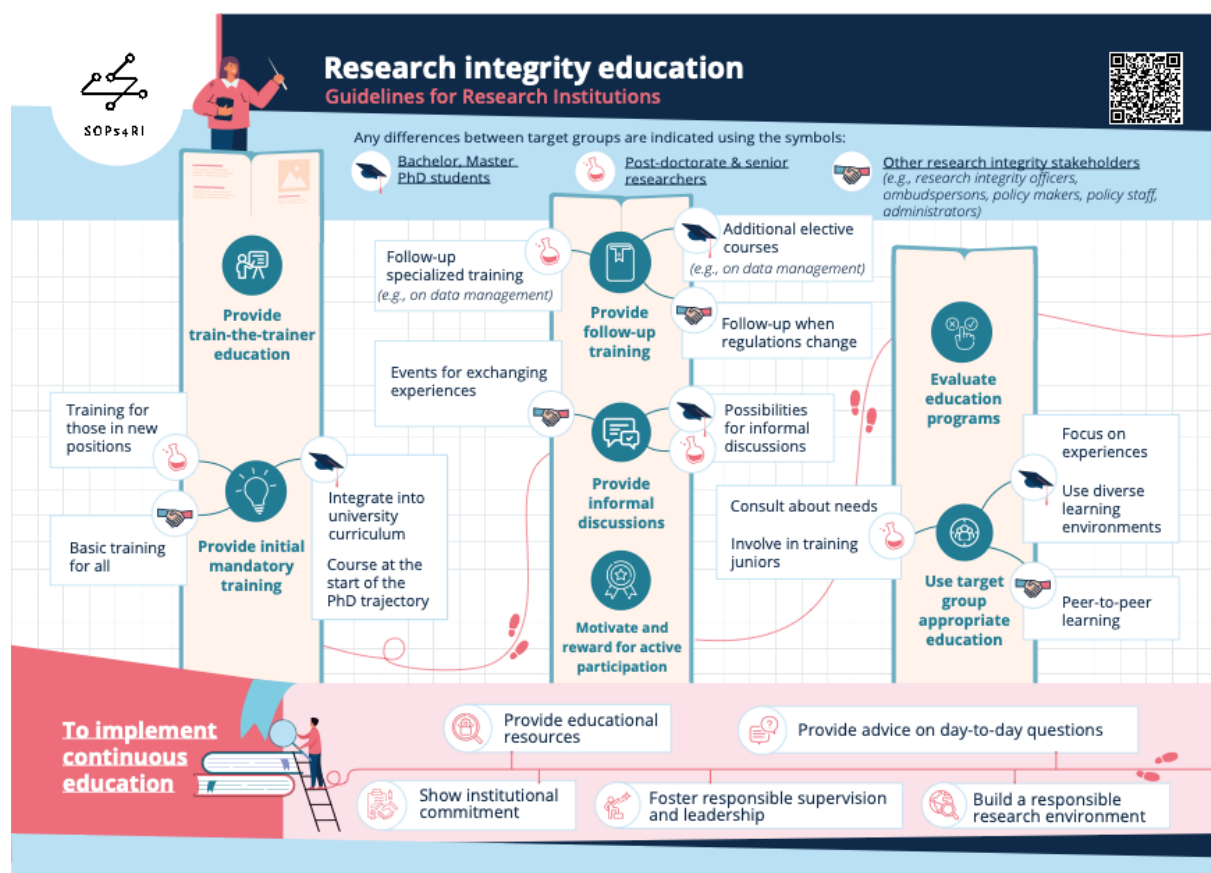 SOPs4RI
Research integrity education
Guidelines for Research Institutions
Any differences between target groups are indicated using the symbols:
Bachelor, Master
PhD students
Post-doctorate & senior
researchers
Other research integrity stakeholders
(e.g., research integrity officers,
ombudspersons, policy makers, policy staff,
administrators)
Provide
train-the-trainer
education
Training for
those in new
positions
Basic training
for all
Provide initial
mandatory
training
Integrate into
university
curriculum
Course at the
start of the
PhD trajectory
Follow-up
specialized training
(e.g., on data management)
Provide
follow-up
training
Additional elective
courses
(e.g., on data management)
Follow-up when
regulations change
Events for exchanging
experiences
Provide
informal
discussions
Possibilities
for informal
discussions
Motivate and
reward for active
participation
Evaluate
education
programs
Consult about needs
Involve in training
juniors
Use target
group
appropriate
education
Focus on
experiences
Use diverse
learning
environments
Peer-to-peer
learning
To implement
continuous
education
Provide educational
resources
Provide advice on day-to-day questions
Show institutional
commitment
Foster responsible supervision
and leadership
Build a responsible
research environment